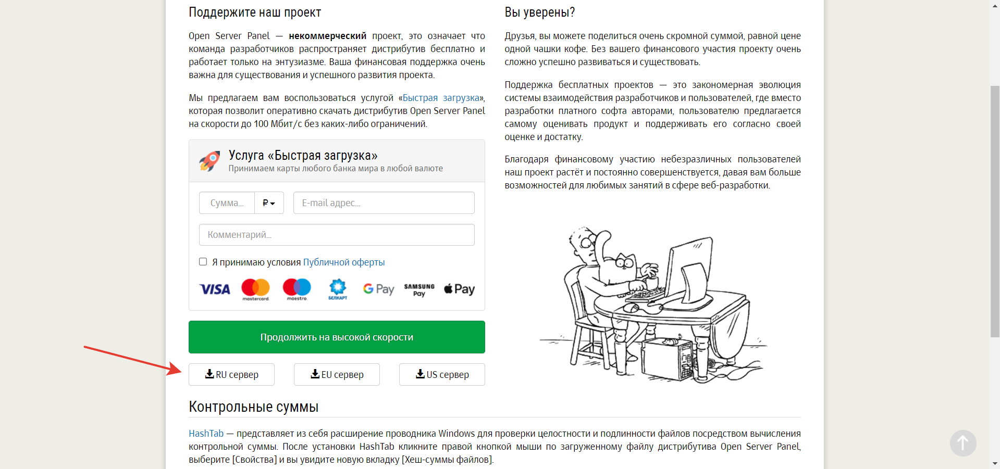 Поддержите наш проект
Open Server Panel — некоммерческий проект, это означает что
команда разработчиков распространяет дистрибутив бесплатно и
работает только на энтузиазме. Ваша финансовая поддержка очень
важна для существования и успешного развития проекта.
Мы предлагаем вам воспользоваться услугой «Быстрая загрузка»,
которая позволит оперативно скачать дистрибутив Open Server Panel
на скорости до 100 Мбит/с без каких-либо ограничений.
Услуга «Быстрая загрузка»
Принимаем карты любого банка мира в любой валюте
Сумма... ₽ E-mail адрес...
Комментарий...
Я принимаю условия Публичной оферты
VISA mastercard. maestro. БЕЛКАРТ G Pay SAMSUNG Pay Pay
Продолжить на высокой скорости
RU сервер EU сервер US сервер
Вы уверены?
Друзья, вы можете поделиться очень скромной суммой, равной цене
одной чашки кофе. Без вашего финансового участия проекту очень
сложно успешно развиваться и существовать.
Поддержка бесплатных проектов — это закономерная эволюция
системы взаимодействия разработчиков и пользователей, где вместо
разработки платного софта авторами, пользователю предлагается
самому оценивать продукт и поддерживать его согласно своей
оценке и достатку.
Благодаря финансовому участию небезразличных пользователей
наш проект растёт и постоянно совершенствуется, давая вам больше
возможностей для любимых занятий в сфере веб-разработки.
Контрольные суммы
HashTab — представляет из себя расширение проводника Windows для проверки целостности и подлинности файлов посредством вычисления
контрольной суммы. После установки HashTab кликните правой кнопкой мыши по загруженному файлу дистрибутива Open Server Panel,
выберите [Свойства] и вы увидите новую вкладку [Хеш-суммы файлов].